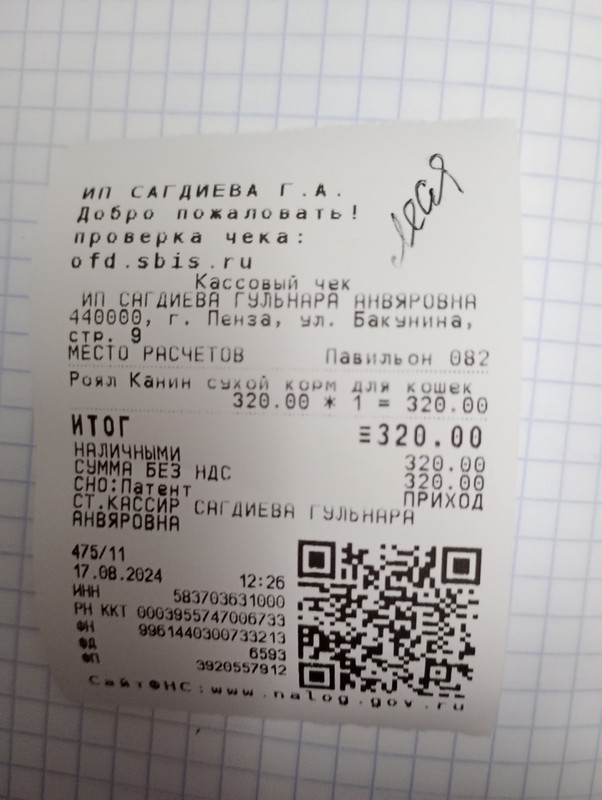 ИП САГДИЕВА Г.А.
Леся
Добро пожаловать!
проверка чека:
ofd.sbis.ru
Кассовый чек
ИП САГДИЕВА ГУЛЬНАРА АНВЯРОВНА
440000, г. Пенза, ул. Бакунина,
стр. 9
МЕСТО РАСЧЕТОВ Павильон 082
Роял Канин сухой корм для кошек
320.00 * 1 = 320.00
ИТОГ =320.00
НАЛИЧНЫМИ 320.00
СУММА БЕЗ НДС 320.00
СНО:Патент ПРИХОД
СТ.КАССИР САГДИЕВА ГУЛЬНАРА
АНВЯРОВНА
475/11
17.08.2024 12:26
ИНН 583703631000
РН ККТ 0003955747006733
ФН 9961440300733213
ФД 6593
ФП 3920557912
СайтФНС:www.nalog.gov.ru